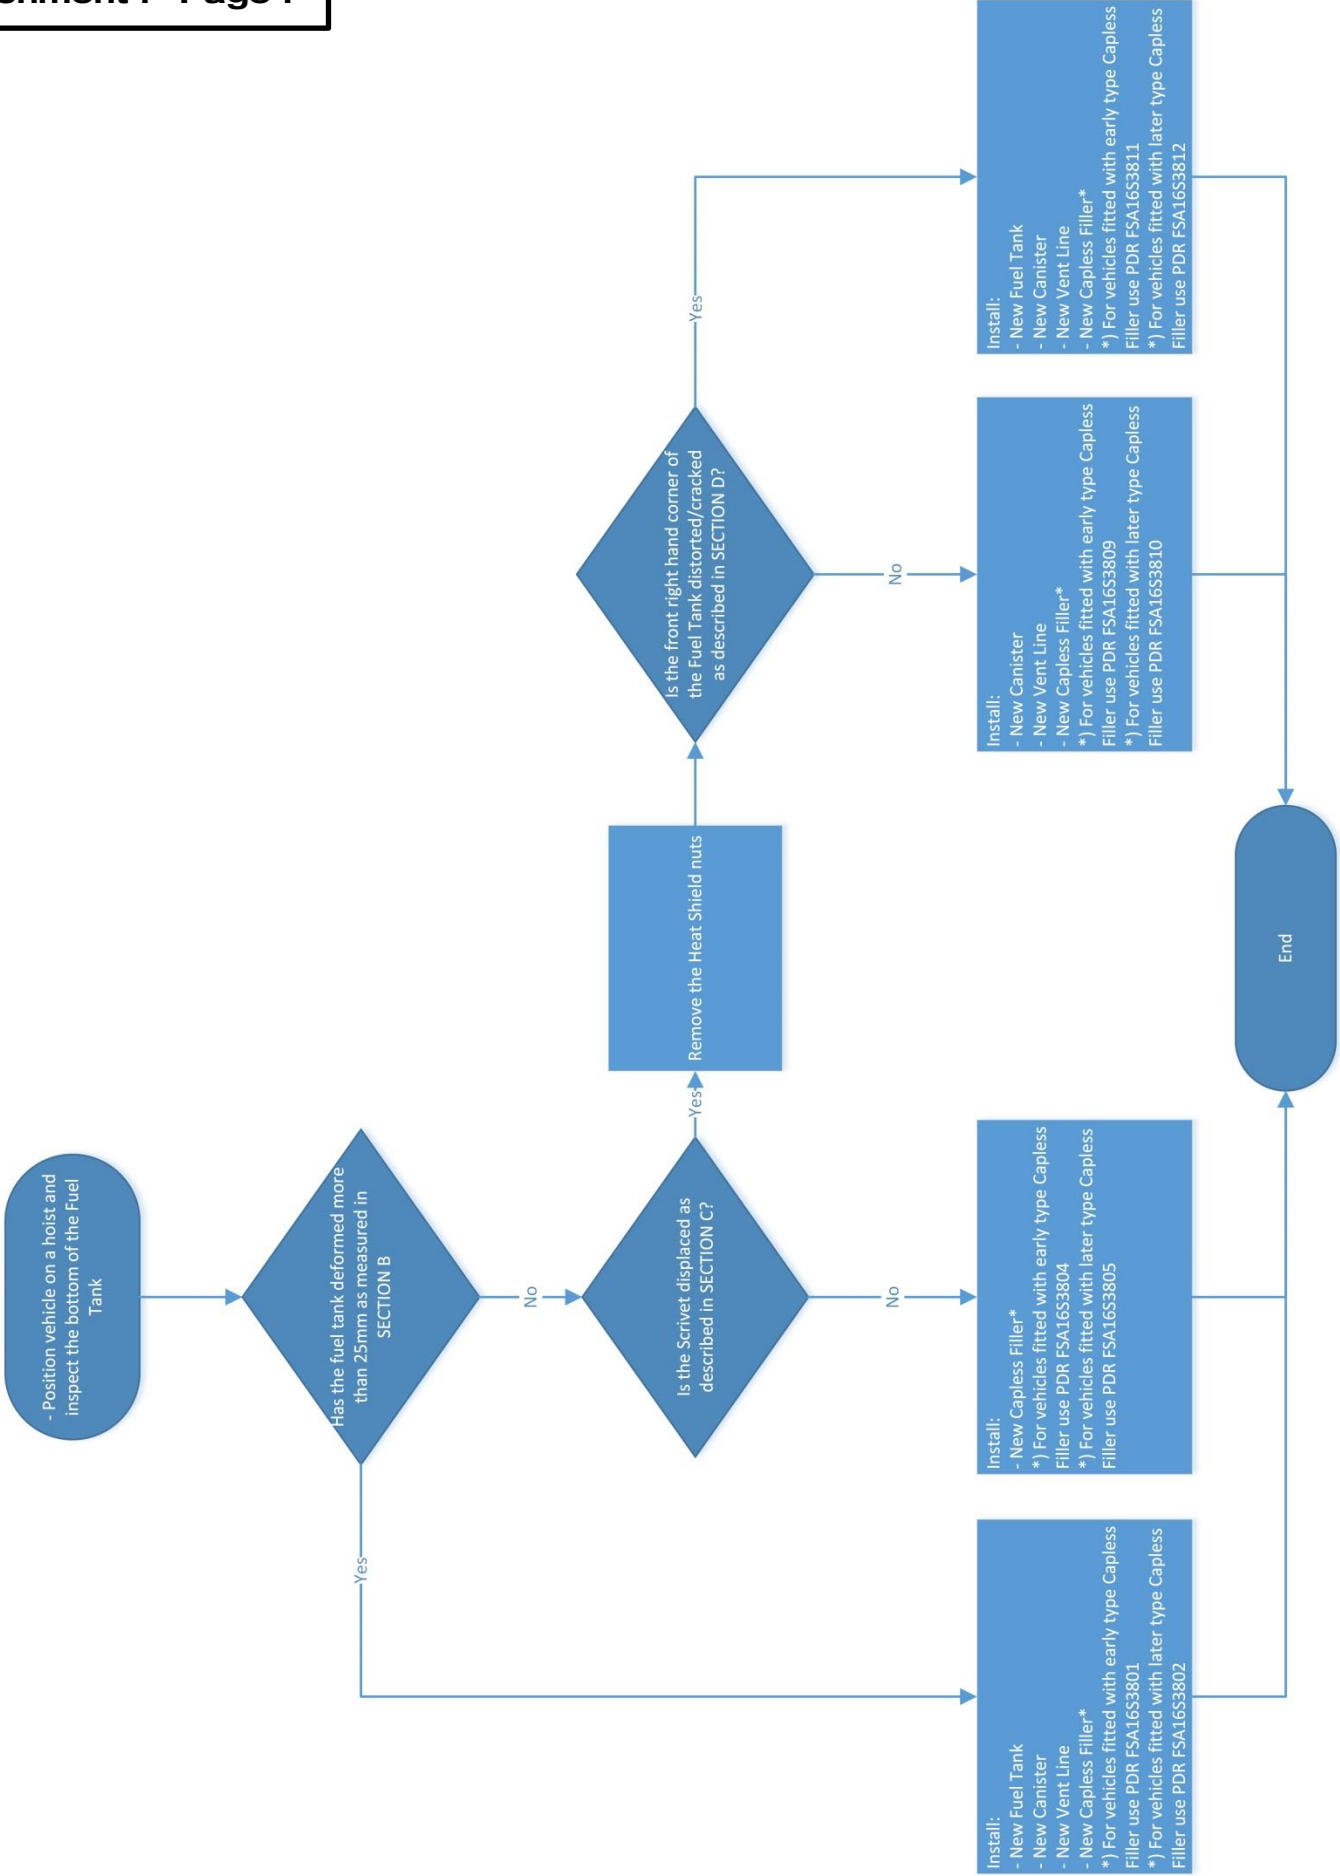 Page
- Position vehicle on a hoist and
inspect the bottom of the Fuel
Tank
Has the fuel tank deformed more
than 25mm as measured in
SECTION B
Yes
No
Is the Scrivet displaced as
described in SECTION C?
Yes
No
Remove the Heat Shield nuts
Is the front right hand corner of
the Fuel Tank distorted/cracked
as described in SECTION D?
Yes
No
Install:
- New Fuel Tank
- New Canister
- New Vent Line
- New Capless Filler*
*) For vehicles fitted with early type Capless
Filler use PDR FSA16S3801
*) For vehicles fitted with later type Capless
Filler use PDR FSA16S3802
Install:
- New Capless Filler*
*) For vehicles fitted with early type Capless
Filler use PDR FSA16S3804
*) For vehicles fitted with later type Capless
Filler use PDR FSA16S3805
Install:
- New Canister
- New Vent Line
- New Capless Filler*
*) For vehicles fitted with early type Capless
Filler use PDR FSA16S3809
*) For vehicles fitted with later type Capless
Filler use PDR FSA16S3810
Install:
- New Fuel Tank
- New Canister
- New Vent Line
- New Capless Filler*
*) For vehicles fitted with early type Capless
Filler use PDR FSA16S3811
*) For vehicles fitted with later type Capless
Filler use PDR FSA16S3812
End